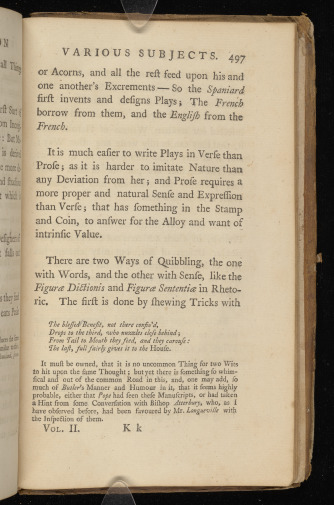 VARIOUS SUBJECTS. 497
or Acorns, and all the reſt feed upon his and
one another's Excrements — So the Spaniard
firſt invents and deſigns Plays; The French
borrow from them, and the Engliſh from the
French.
It is much eaſier to write Plays in Verſe than
Proſe; as it is harder to imitate Nature than
any Deviation from her; and Proſe requires a
more proper and natural Senſe and Expreſſion
than Verſe; that has ſomething in the Stamp
and Coin, to anſwer for the Alloy and want of
intrinſic Value.
There are two Ways of Quibbling, the one
with Words, and the other with Senſe, like the
Figuræ Dictionis and Figuræ Sententiæ in Rheto-
ric. The firſt is done by ſhewing Tricks with
The bleſſed Benefit, not there confin'd,
Drops to the third, who nuzzles cloſe behind;
From Tail to Mouth they feed, and they carouſe:
The laſt, full fairly gives it to the Houſe.
It muſt be owned, that it is no uncommon Thing for two Wits
to hit upon the ſame Thought; but yet there is ſomething ſo whim-
ſical and out of the common Road in this, and, one may add, ſo
much of Butler's Manner and Humour in it, that it ſeems highly
probable, either that Pope had ſeen theſe Manuſcripts, or had taken
a Hint from ſome Converſation with Biſhop Atterbury, who, as I
have obſerved before, had been favoured by Mr. Longueville with
the Inſpection of them.
VOL. II. K k